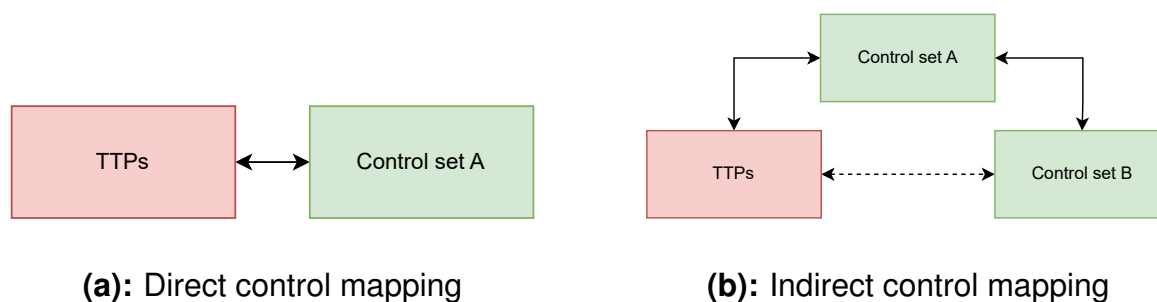 TTPs
Control set A
Control set A
TTPs
Control set B
(a): Direct control mapping
(b): Indirect control mapping